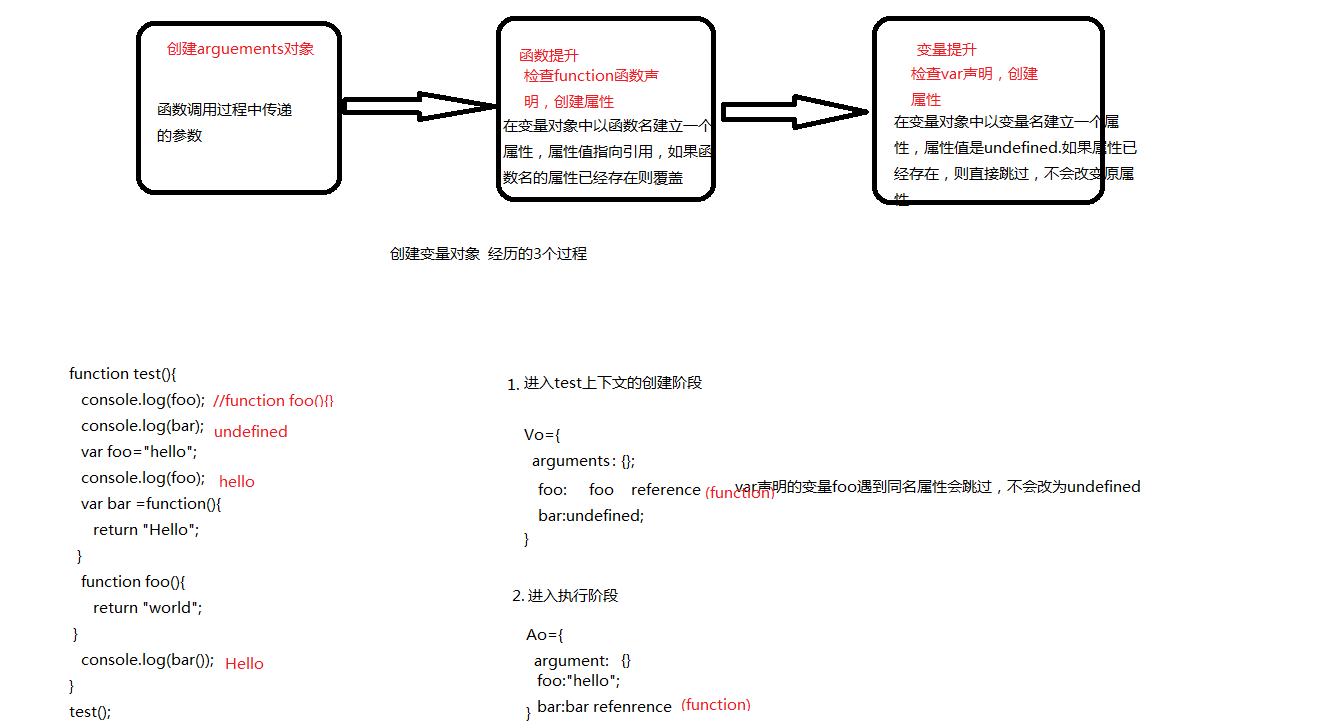 创建arguements对象
函数调用过程中传递
的参数
函数提升
检查function函数声
明，创建属性
在变量对象中以函数名建立一个
属性，属性值指向引用，如果函
数名的属性已经存在则覆盖
变量提升
检查var声明，创建
属性
在变量对象中以变量名建立一个属
性，属性值是undefined.如果属性已
经存在，则直接跳过，不会改变原属
性
创建变量对象 经历的3个过程
function test(){
console.log(foo); //function foo(){}
console.log(bar); undefined
var foo="hello";
console.log(foo); hello
var bar =function(){
return "Hello";
}
function foo(){
return "world";
}
console.log(bar()); Hello
}
test();
1. 进入test上下文的创建阶段
Vo={
arguments: {};
foo: foo reference (function) var声明的变量foo遇到同名属性会跳过，不会改为undefined
bar:undefined;
}
2. 进入执行阶段
Ao={
argument: {}
foo:"hello";
bar:bar refenrence (function)
}